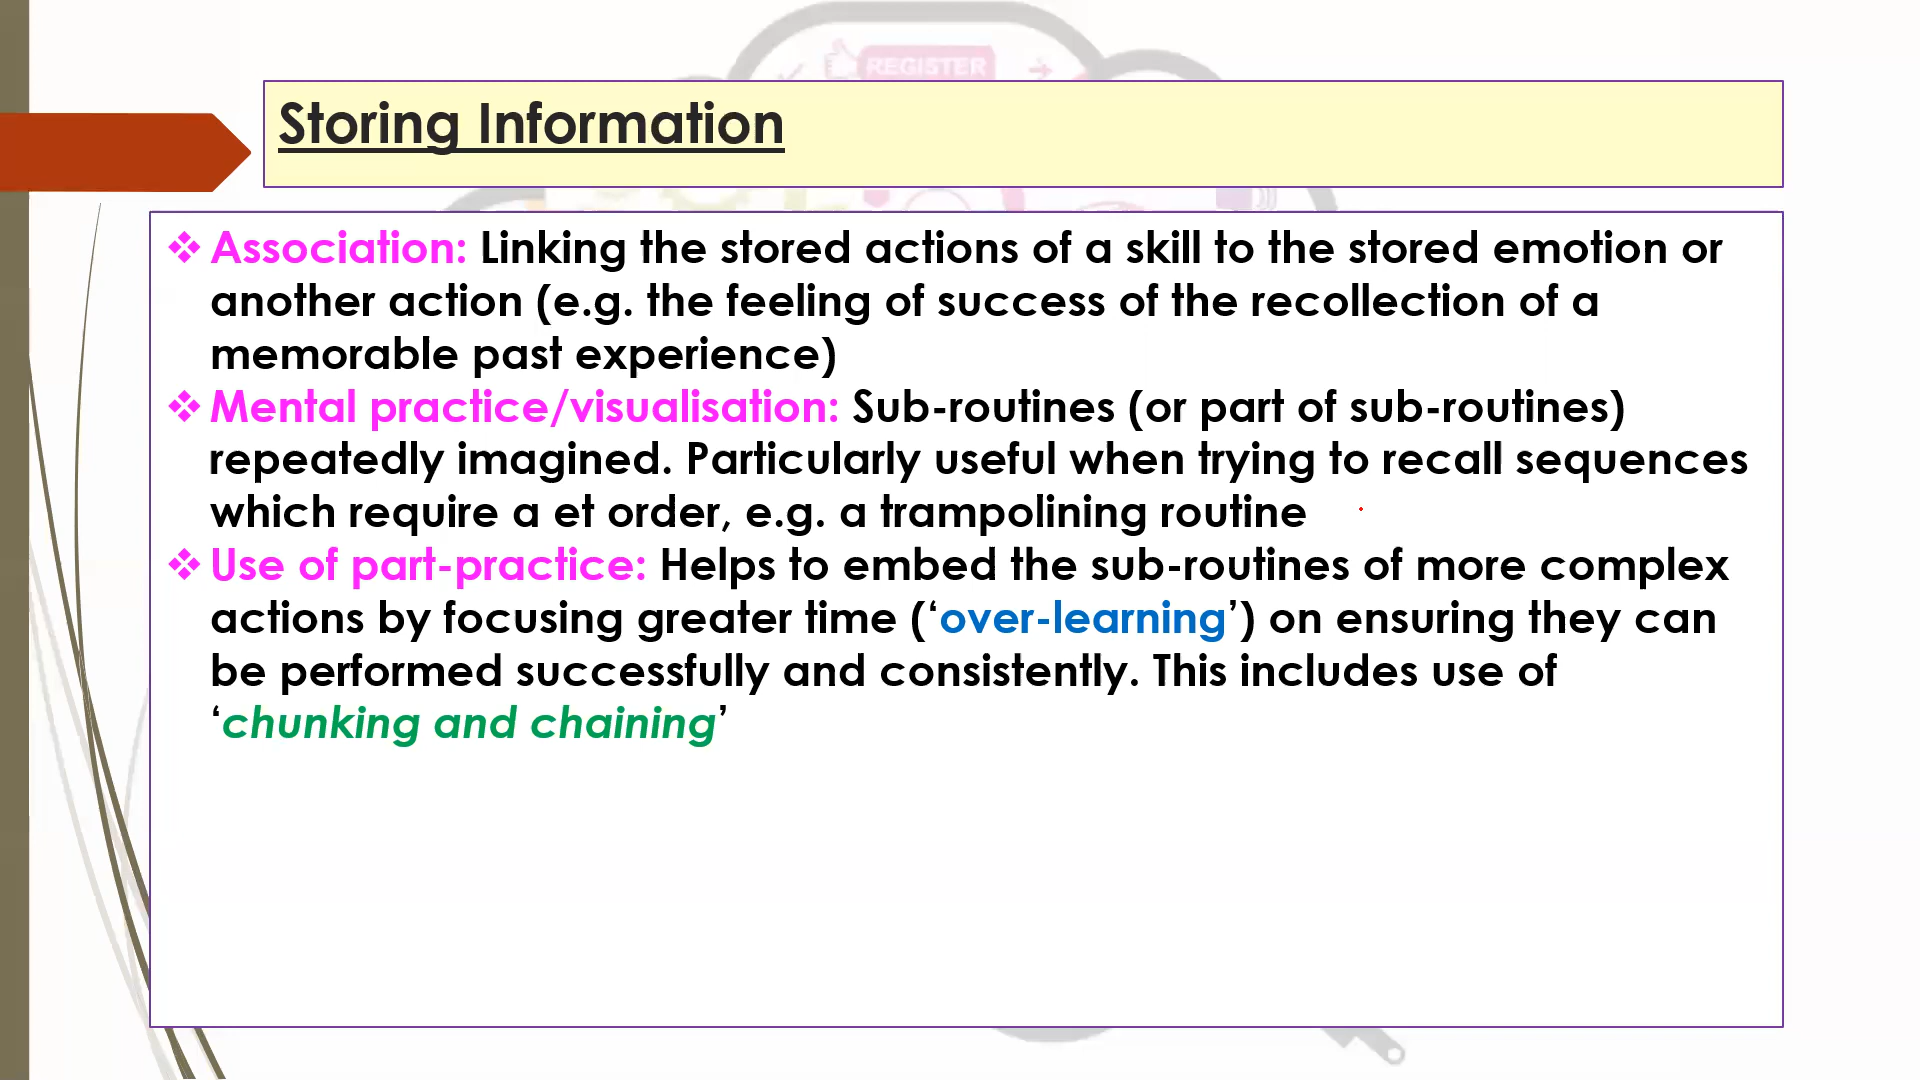 REGISTER
Storing Information
❖ Association: Linking the stored actions of a skill to the stored emotion or
another action (e.g. the feeling of success of the recollection of a
memorable past experience)
❖ Mental practice/visualisation: Sub-routines (or part of sub-routines)
repeatedly imagined. Particularly useful when trying to recall sequences
which require a et order, e.g. a trampolining routine
❖ Use of part-practice: Helps to embed the sub-routines of more complex
actions by focusing greater time (‘over-learning’) on ensuring they can
be performed successfully and consistently. This includes use of
‘chunking and chaining’